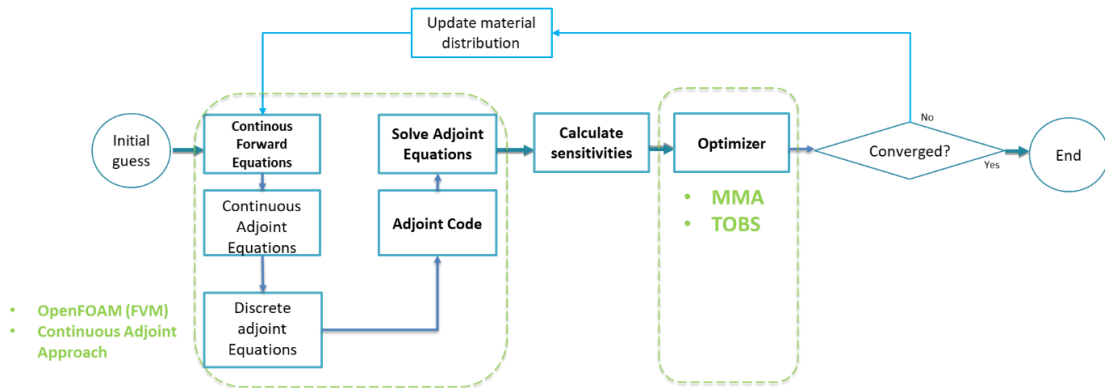 Update material
distribution
Initial
guess
Continous
Forward
Equations
Continuous
Adjoint
Equations
Discrete
adjoint
Equations
Solve Adjoint
Equations
Adjoint Code
Calculate
sensitivities
Optimizer
• MMA
• TOBS
No
Converged?
Yes
End
• OpenFOAM (FVM)
• Continuous Adjoint
Approach